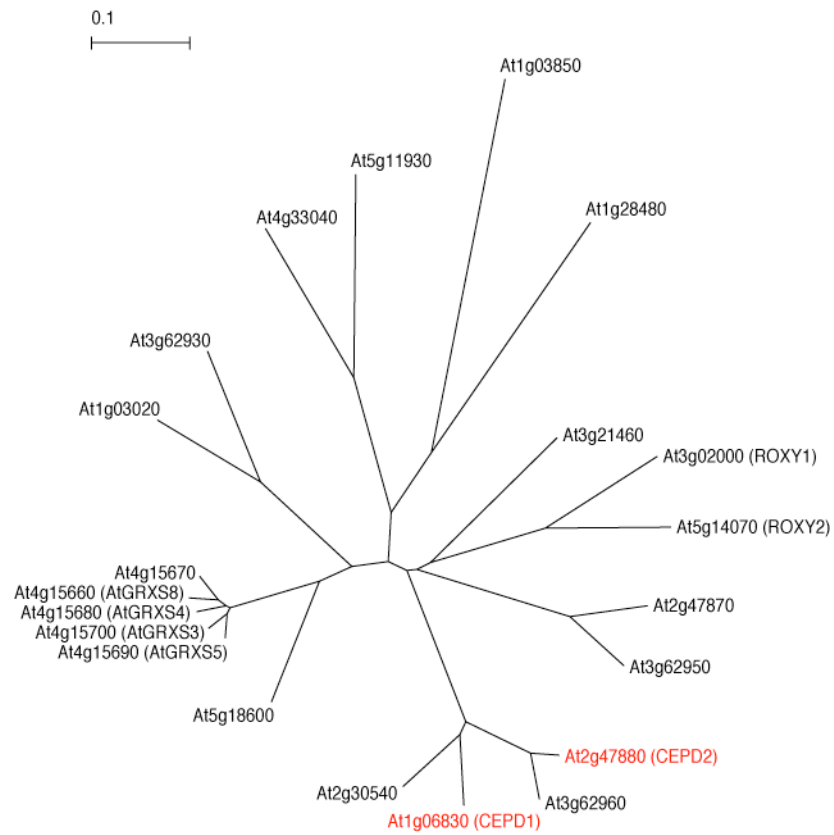 0.1
At1g03850
At5g11930
At4g33040
At1g28480
At3g62930
At1g03020
At3g21460
At3g02000 (ROXY1)
At5g14070 (ROXY2)
At4g15670
At4g15660 (AtGRXS8)
At4g15680 (AtGRXS4)
At4g15700 (AtGRXS3)
At4g15690 (AtGRXS5)
At2g47870
At3g62950
At5g18600
At2g47880 (CEPD2)
At2g30540
At3g62960
At1g06830 (CEPD1)